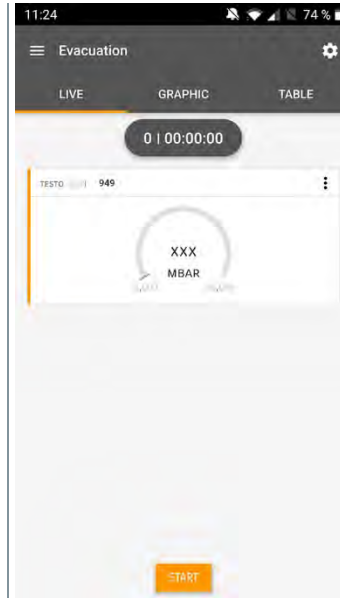 11:24 74 %
Evacuation
LIVE GRAPHIC TABLE
0 | 00:00:00
TESTO 949
XXX
MBAR
START